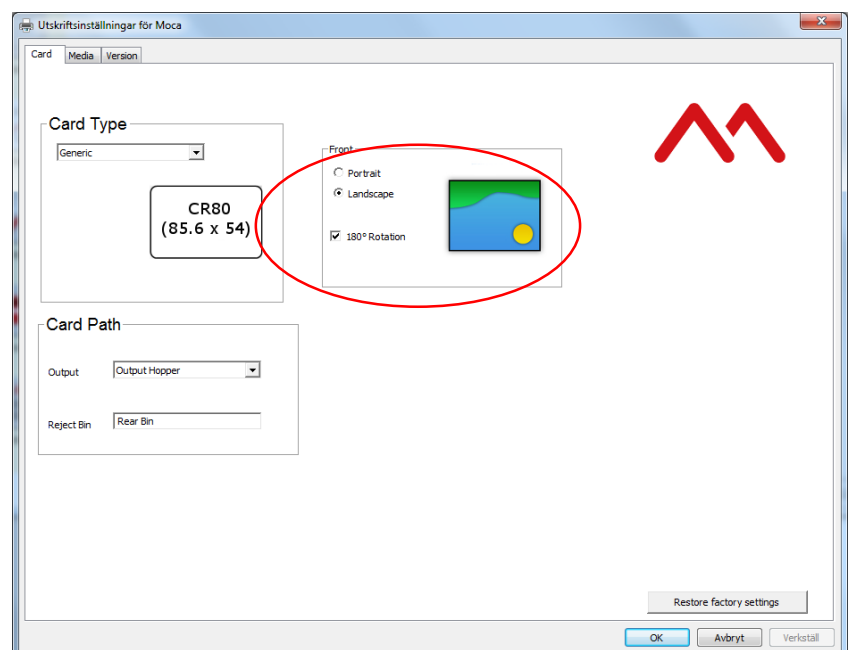 Utskriftsinställningar för Moca
Card Media Version
Card Type
Generic
CR80
(85.6 x 54)
Front
Portrait
Landscape
180° Rotation
Card Path
Output Output Hopper
Reject Bin Rear Bin
Restore factory settings
OK Avbryt Verkställ